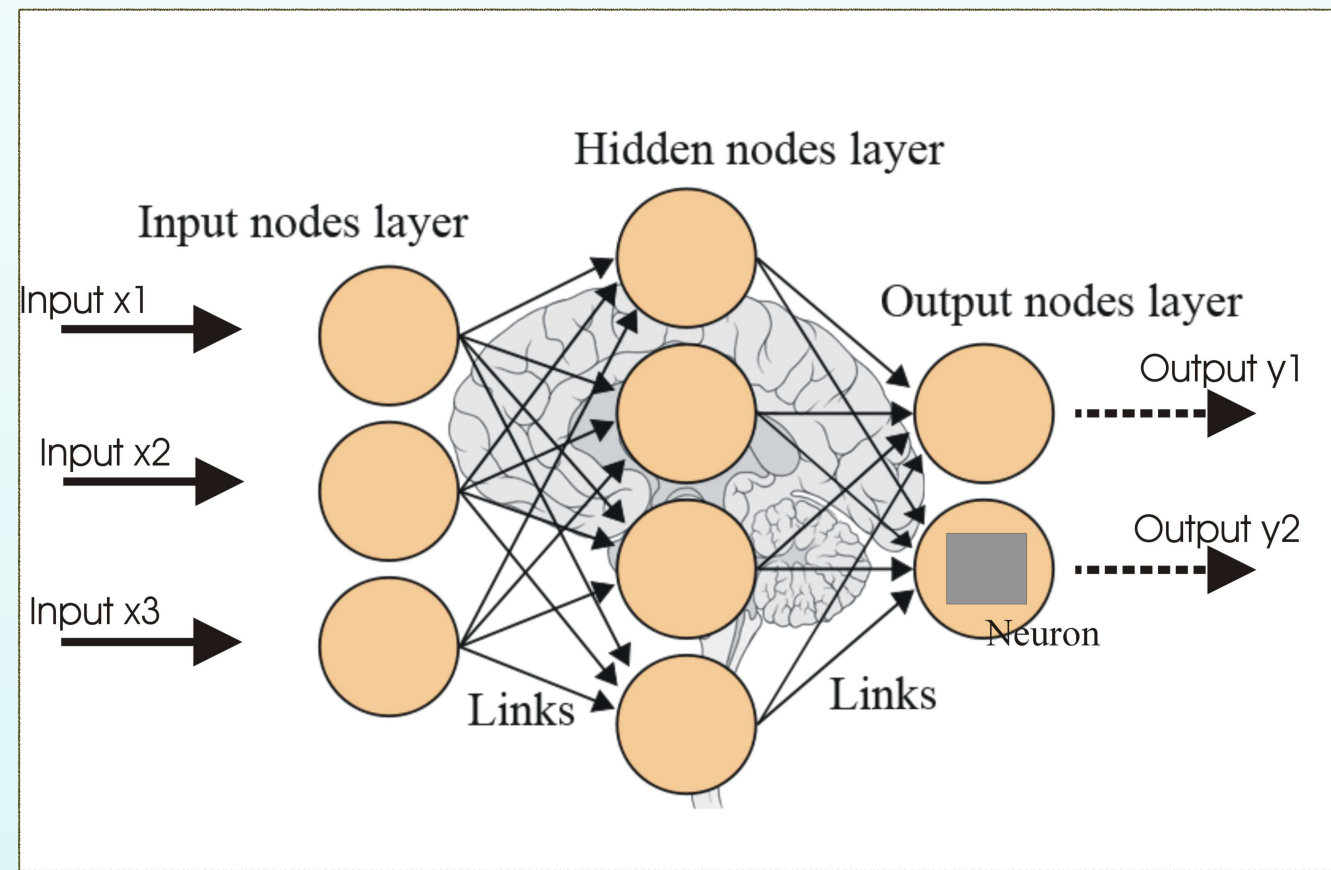 Hidden nodes layer
Input nodes layer
Input x1
Output nodes layer
Output y1
Input x2
Output y2
Input x3
Neuron
Links
Links